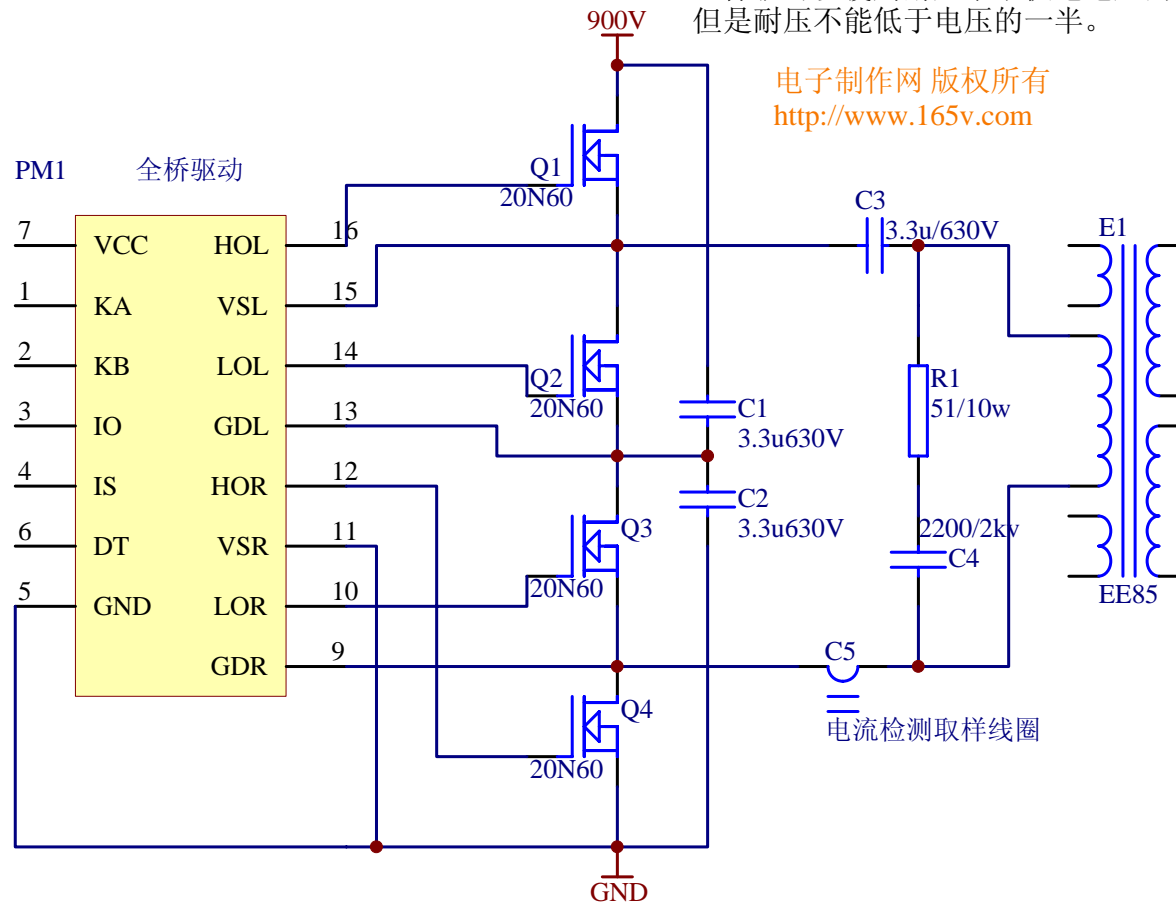 但是耐压不能低于电压的一半。
900V
电子制作网 版权所有
http://www.165v.com
PM1
全桥驱动
Q1
20N60
7
VCC
HOL
16
1
KA
VSL
15
2
KB
LOL
14
3
IO
GDL
13
4
IS
HOR
12
6
DT
VSR
11
5
GND
LOR
10
GDR
9
C3
3.3u/630V
E1
Q2
20N60
R1
51/10w
C1
3.3u630V
C2
3.3u630V
Q3
20N60
2200/2kv
C4
EE85
C5
电流检测取样线圈
Q4
20N60
GND